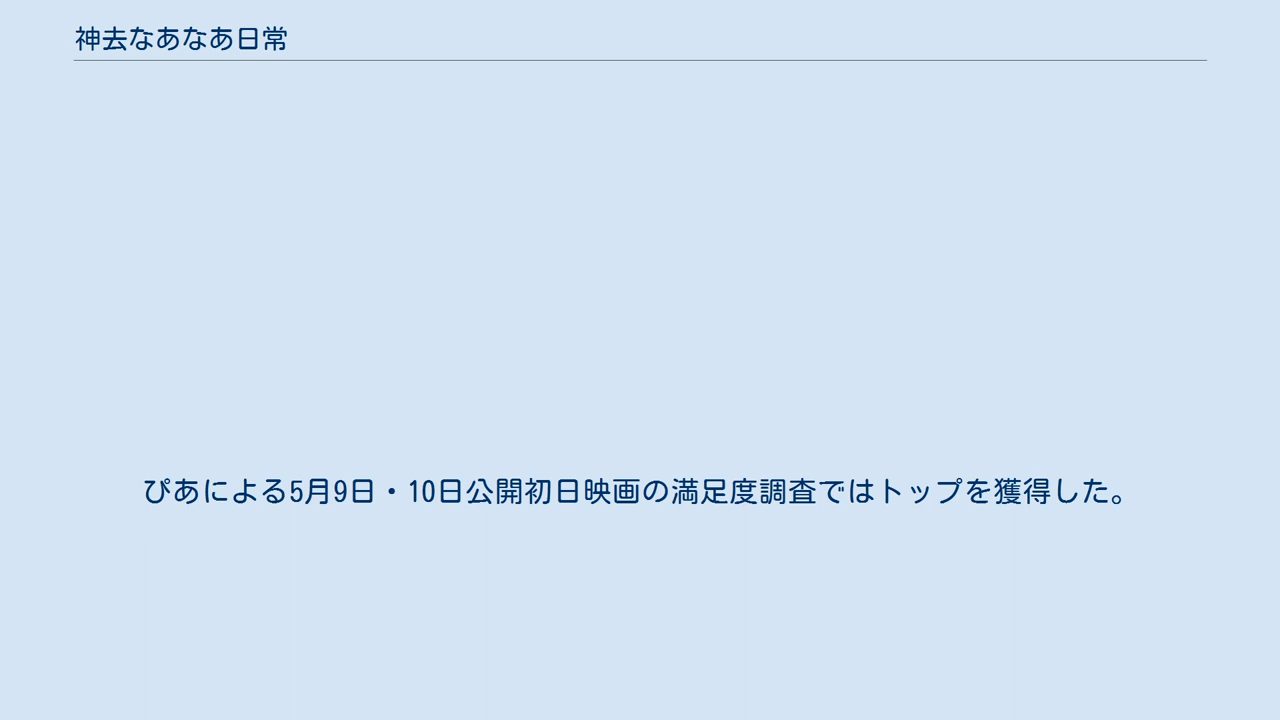 神去なあなあ日常
ぴあによる5月9日・10日公開初日映画の満足度調査ではトップを獲得した。